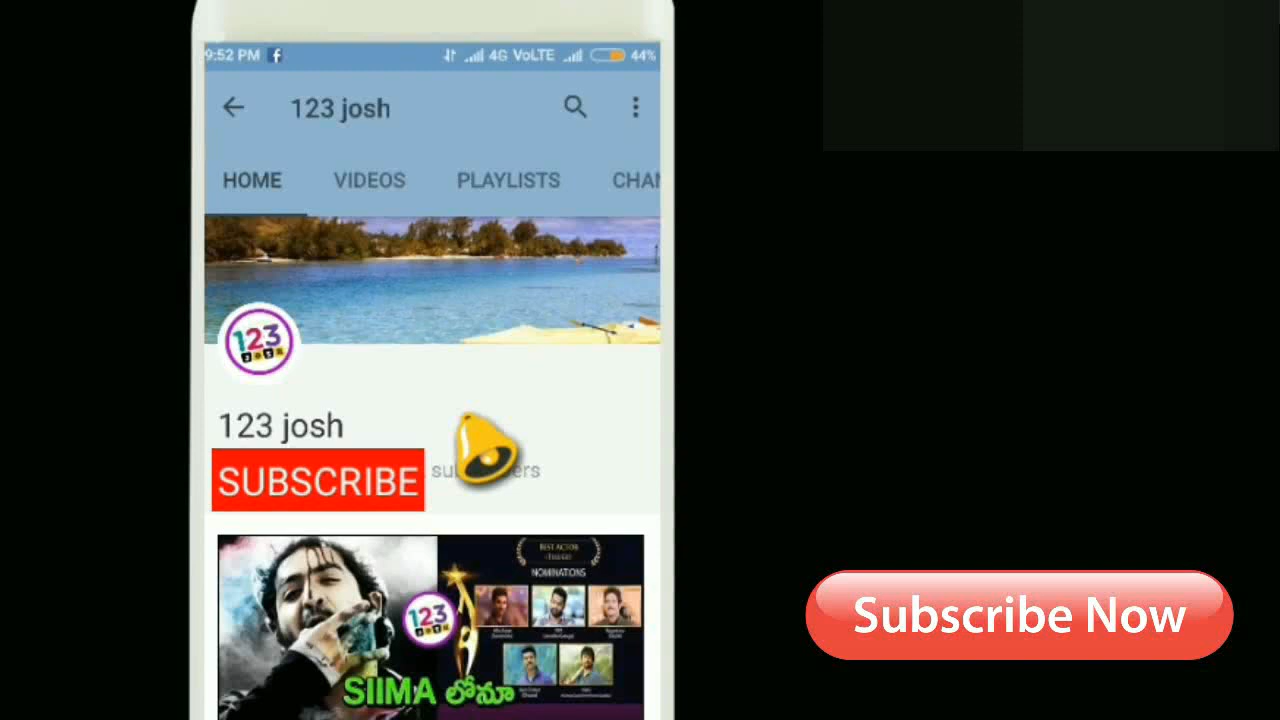 9:52 PM
4G VoLTE
44%
123 josh
HOME
VIDEOS
PLAYLISTS
CHAN
123
123 josh
SUBSCRIBE
BEST ACTOR
NOMINATIONS
123
SIIMA లోనూ
Subscribe Now